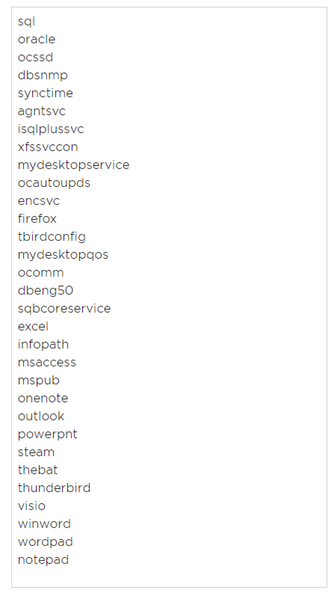 sql
oracle
ocssd
dbsnmp
synctime
agntsvc
isqlplussvc
xfssvccon
mydesktopservice
ocautoupds
encsvc
firefox
tbirdconfig
mydesktopqos
ocomm
dbeng50
sqbcoreservice
excel
infopath
msaccess
mspub
onenote
outlook
powerpnt
steam
thebat
thunderbird
visio
winword
wordpad
notepad